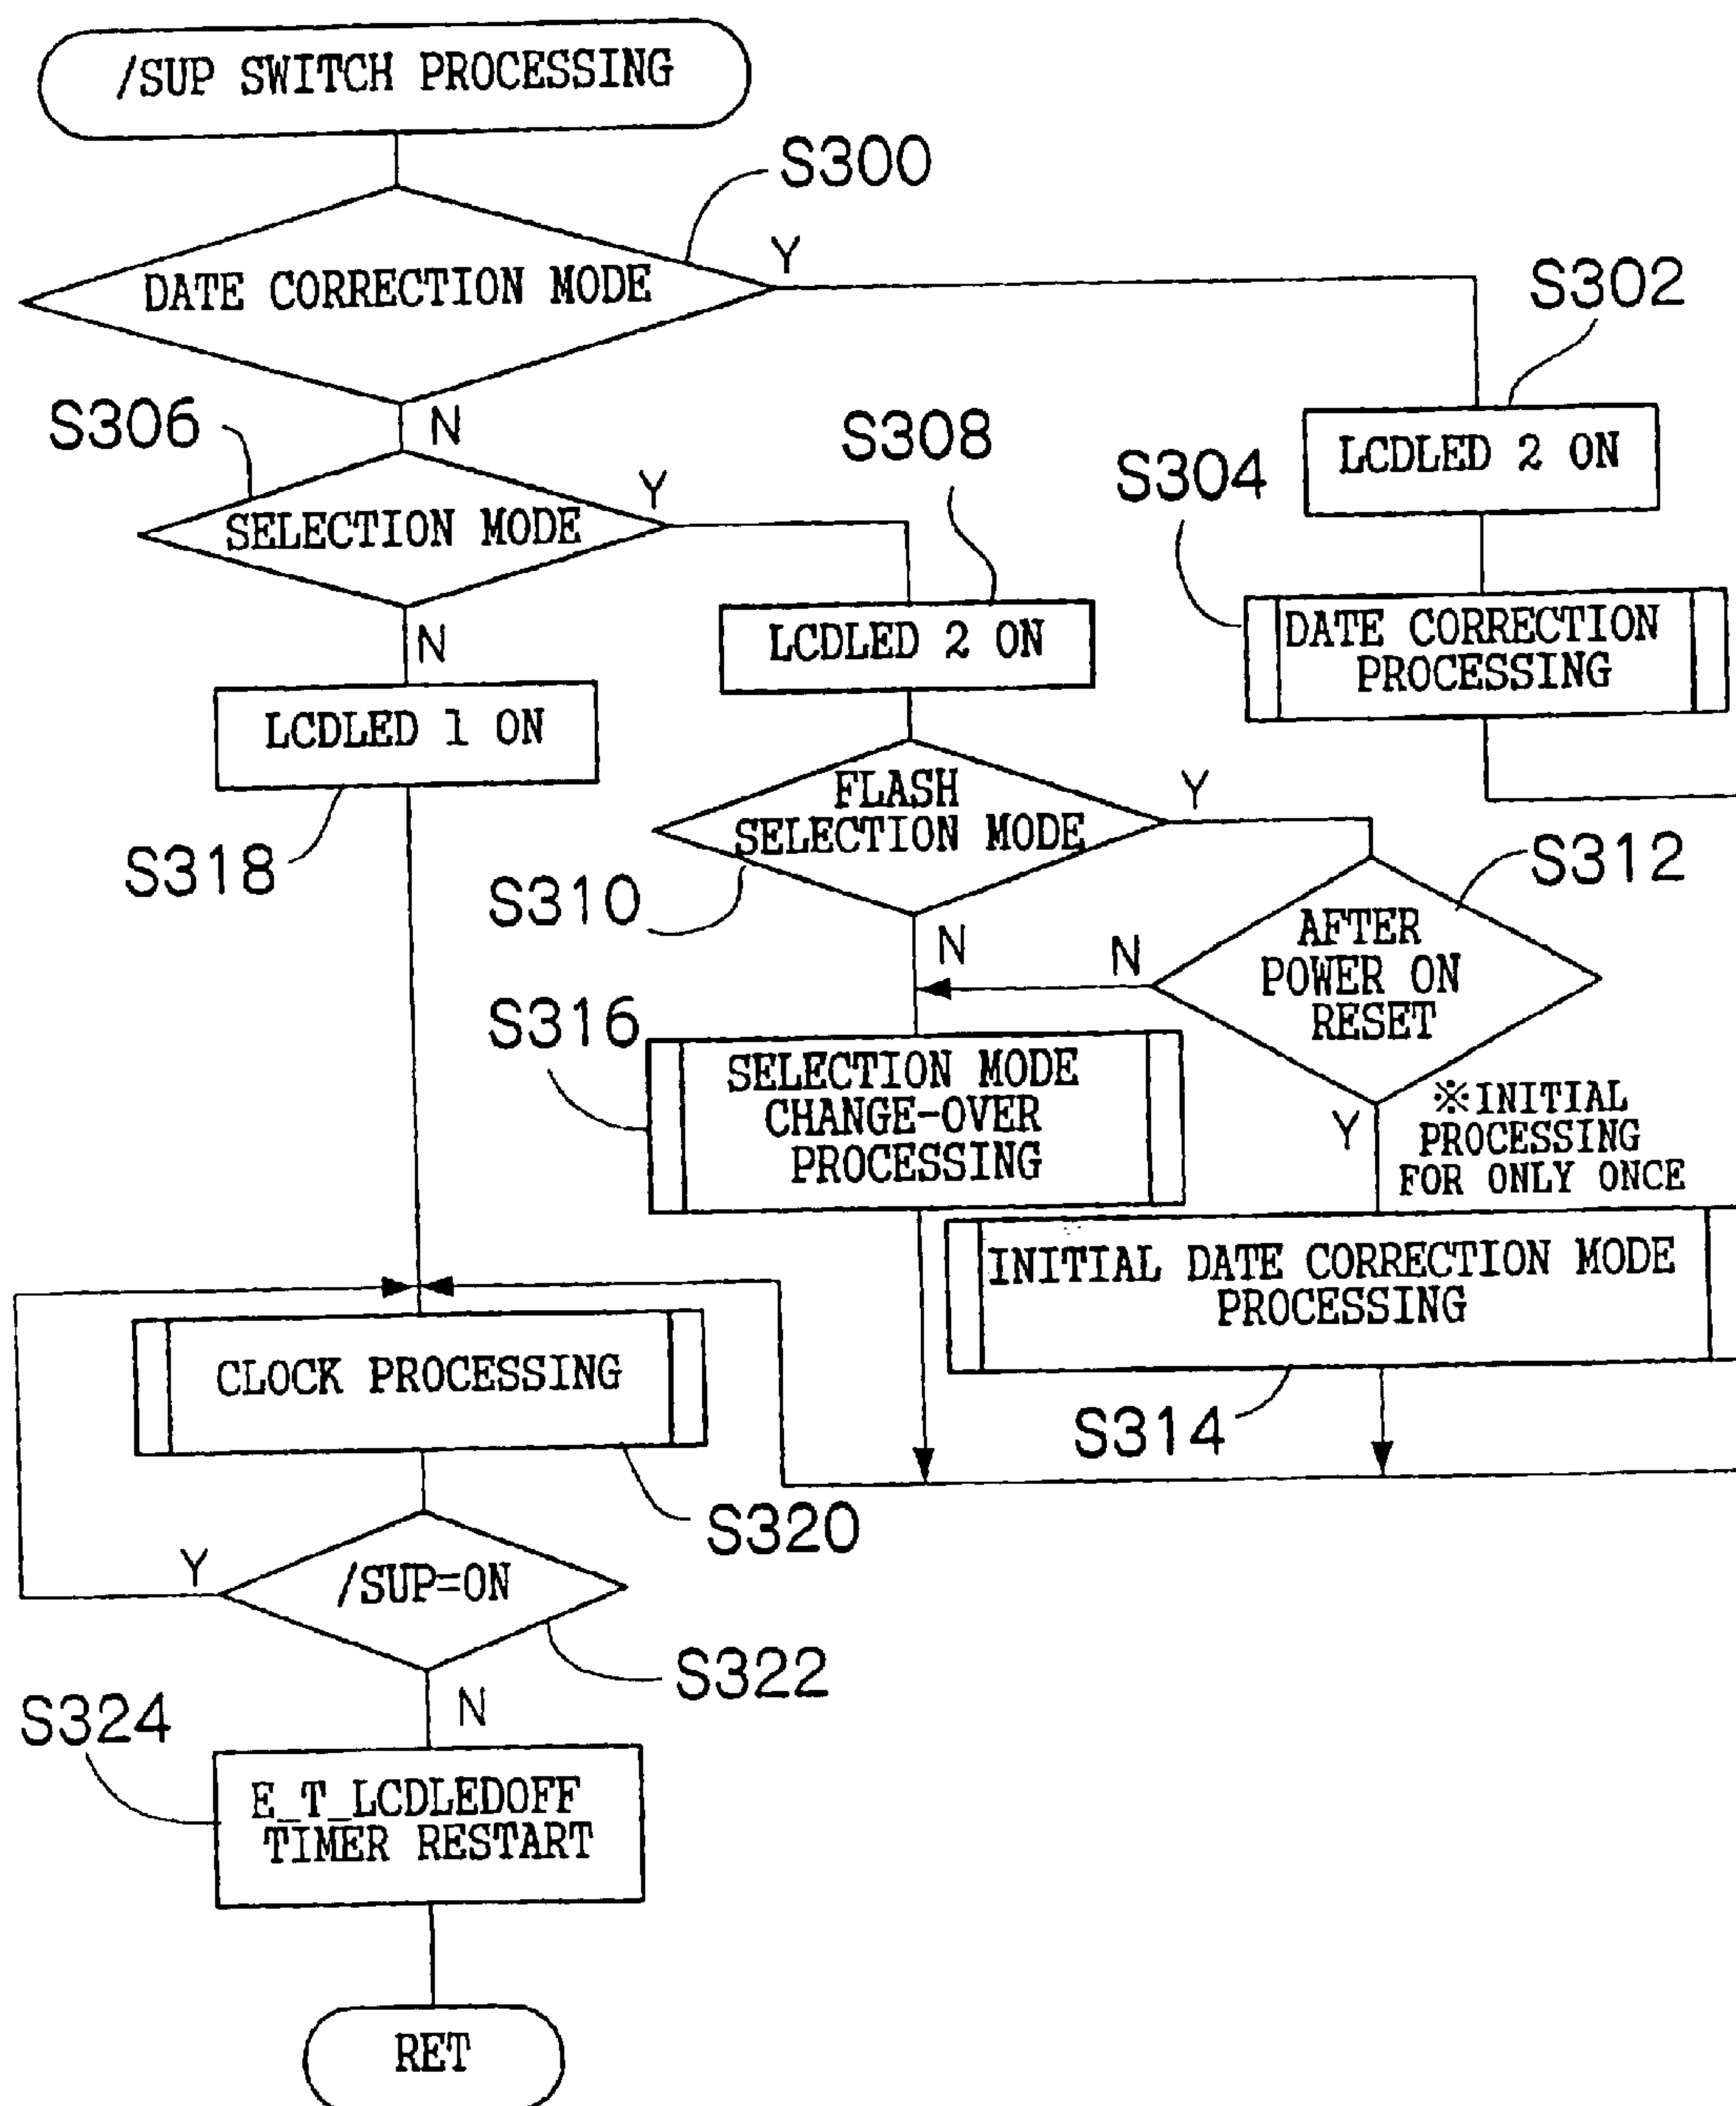 /SUP SWITCH PROCESSING
S300
Y
DATE CORRECTION MODE
S302
N
S306
S308
LCDLED 2 ON
S304
Y
SELECTION MODE
DATE CORRECTION
PROCESSING
N
LCDLED 2 ON
LCDLED 1 ON
FLASH
SELECTION MODE
Y
S312
S318
S310
AFTER
POWER ON
RESET
N
N
S316
SELECTION MODE
CHANGE-OVER
PROCESSING
Y
※INITIAL
PROCESSING
FOR ONLY ONCE
INITIAL DATE CORRECTION MODE
PROCESSING
CLOCK PROCESSING
S314
S320
Y
/SUP=ON
S322
N
S324
E_T_LCDLEDOFF
TIMER RESTART
RET